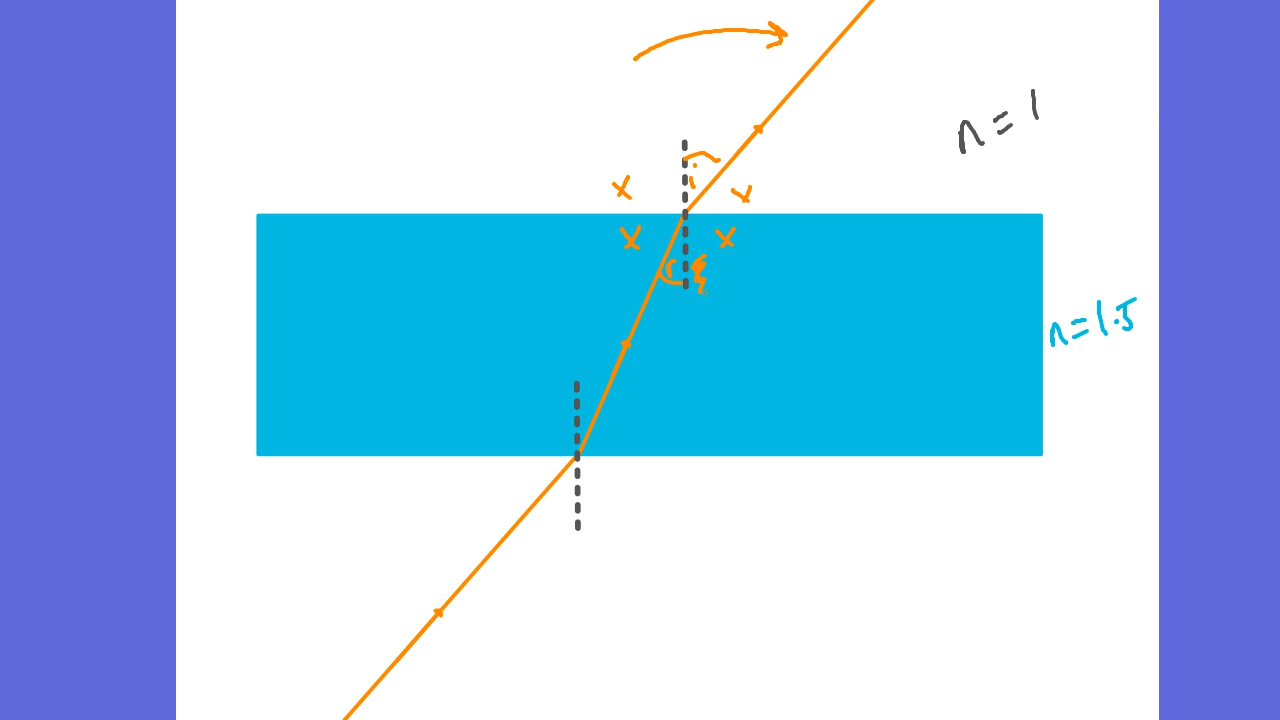 n = 1
i
x x
x x
r
n = 1.5